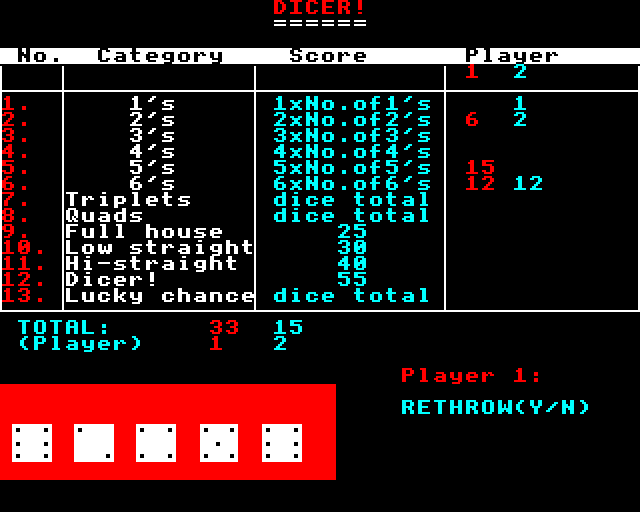 DICER!
======
No. Category Score Player
1 2
1. 1's 1xNo.of1's 1
2. 2's 2xNo.of2's 6 2
3. 3's 3xNo.of3's
4. 4's 4xNo.of4's
5. 5's 5xNo.of5's 15
6. 6's 6xNo.of6's 12 12
7. Triplets dice total
8. Quads dice total
9. Full house 25
10. Low straight 30
11. Hi-straight 40
12. Dicer! 55
13. Lucky chance dice total
TOTAL: 33 15
(Player) 1 2
Player 1:
RETHROW(Y/N)